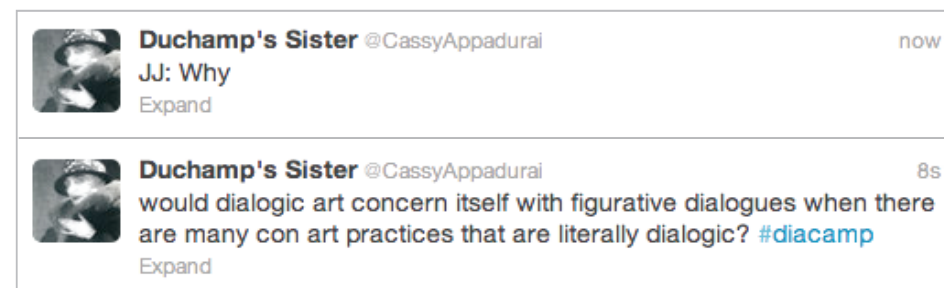 Duchamp's Sister @CassyAppadurai now
JJ: Why
Expand
Duchamp's Sister @CassyAppadurai 8s
would dialogic art concern itself with figurative dialogues when there
are many con art practices that are literally dialogic? #diacamp
Expand